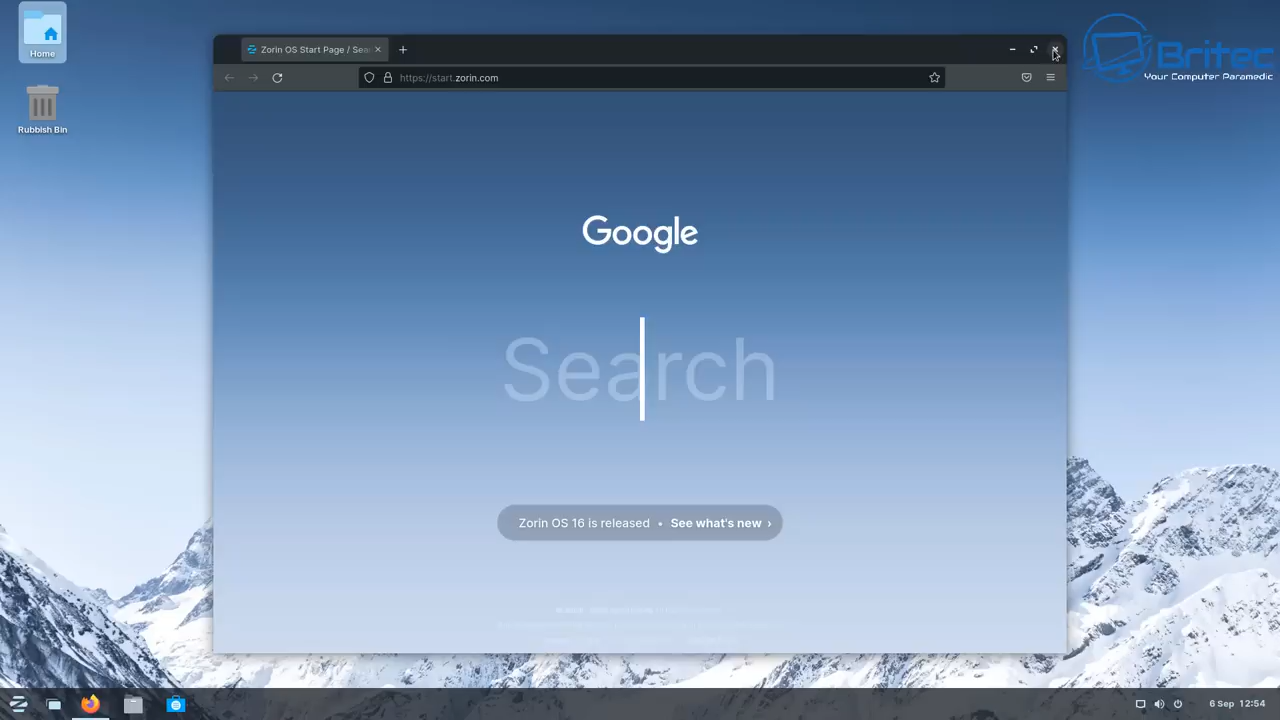 Home
Rubbish Bin
Zorin OS Start Page / Sea
https://start.zorin.com
Britec
Your Computer Paramedic
Google
Search
Zorin OS 16 is released • See what's new ›
6 Sep 12:54